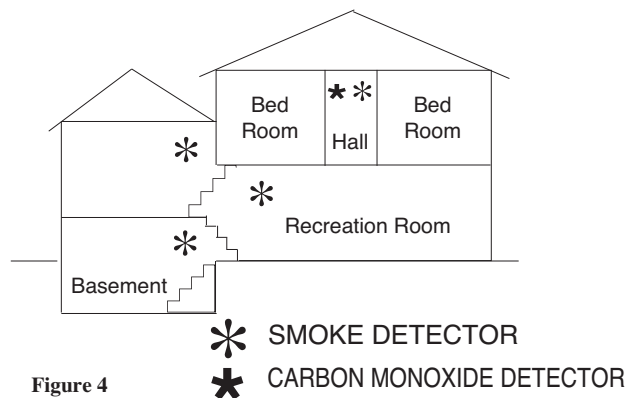 Bed
Room
Hall
Bed
Room
Recreation Room
Basement
SMOKE DETECTOR
CARBON MONOXIDE DETECTOR
Figure 4